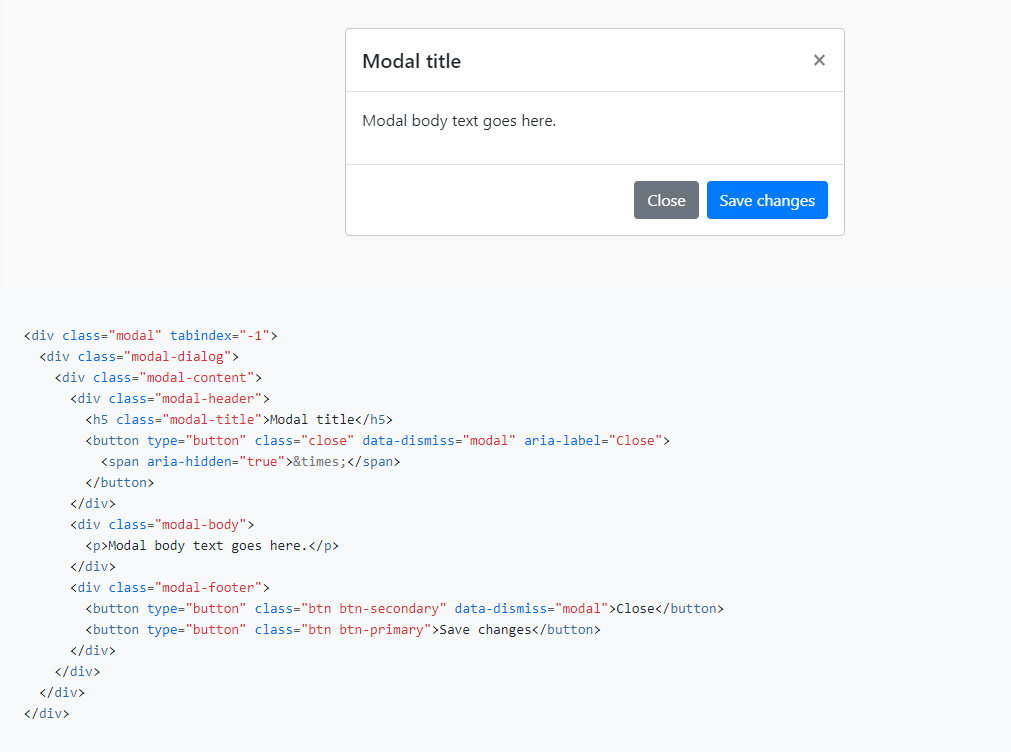 Modal title ×
Modal body text goes here.
Close Save changes
<div class="modal" tabindex="-1">
  <div class="modal-dialog">
    <div class="modal-content">
      <div class="modal-header">
        <h5 class="modal-title">Modal title</h5>
        <button type="button" class="close" data-dismiss="modal" aria-label="Close">
          <span aria-hidden="true">&times;</span>
        </button>
      </div>
      <div class="modal-body">
        <p>Modal body text goes here.</p>
      </div>
      <div class="modal-footer">
        <button type="button" class="btn btn-secondary" data-dismiss="modal">Close</button>
        <button type="button" class="btn btn-primary">Save changes</button>
      </div>
    </div>
  </div>
</div>